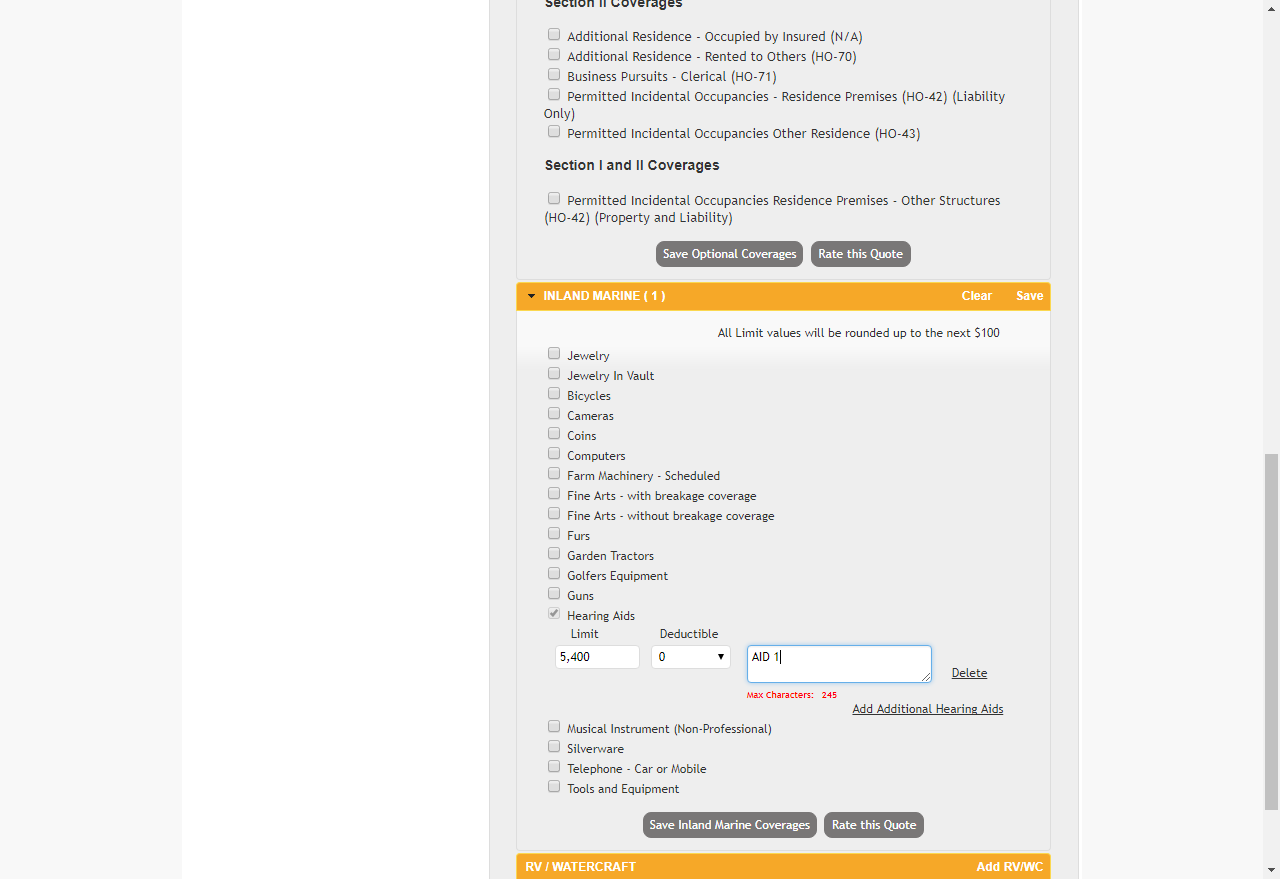 Section II Coverages
Additional Residence - Occupied by Insured (N/A)
Additional Residence - Rented to Others (HO-70)
Business Pursuits - Clerical (HO-71)
Permitted Incidental Occupancies - Residence Premises (HO-42) (Liability
Only)
Permitted Incidental Occupancies Other Residence (HO-43)
Section I and II Coverages
Permitted Incidental Occupancies Residence Premises - Other Structures
(HO-42) (Property and Liability)
Save Optional Coverages Rate this Quote
INLAND MARINE ( 1 ) Clear Save
All Limit values will be rounded up to the next $100
Jewelry
Jewelry In Vault
Bicycles
Cameras
Coins
Computers
Farm Machinery - Scheduled
Fine Arts - with breakage coverage
Fine Arts - without breakage coverage
Furs
Garden Tractors
Golfers Equipment
Guns
Hearing Aids
Limit Deductible
5,400 0 AID 1
Delete
Max Characters: 245
Add Additional Hearing Aids
Musical Instrument (Non-Professional)
Silverware
Telephone - Car or Mobile
Tools and Equipment
Save Inland Marine Coverages Rate this Quote
RV / WATERCRAFT Add RV/WC